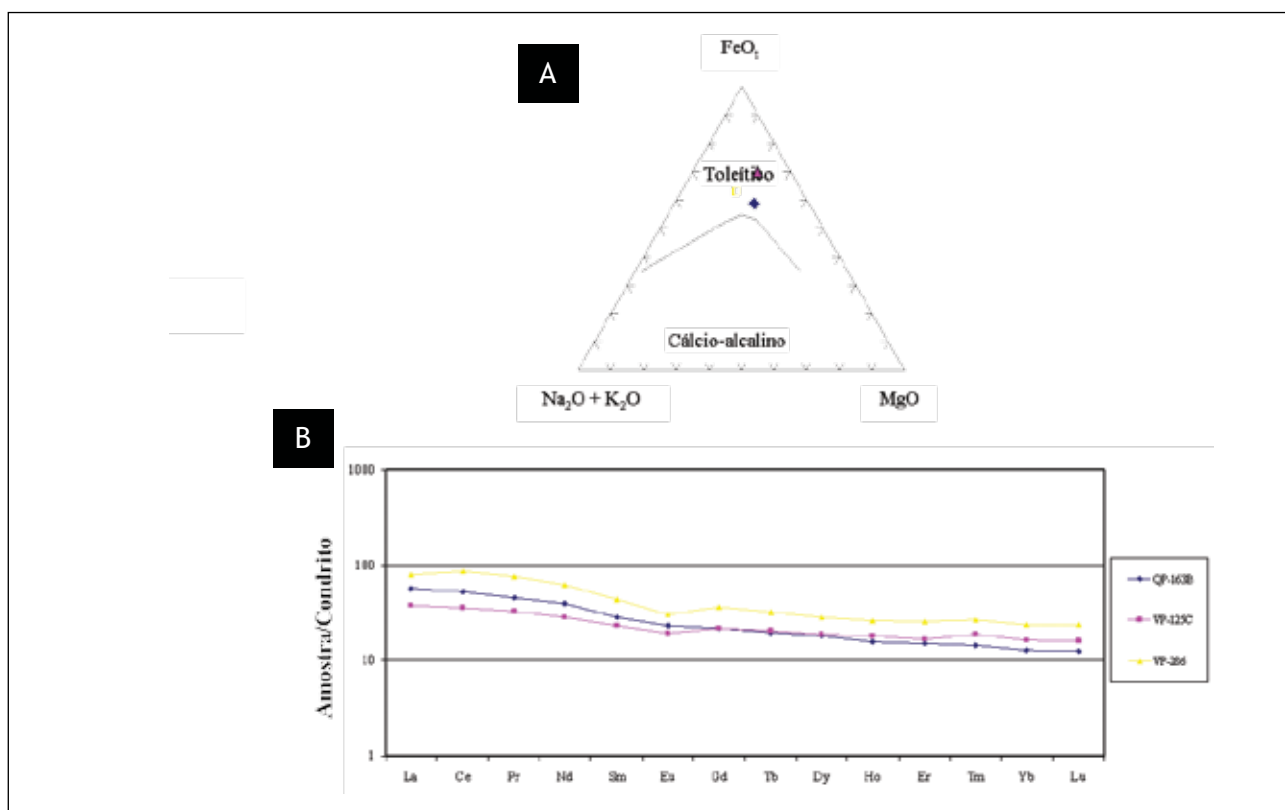 A
FeOₜ
Toleítico
Cálcio-alcalino
Na₂O + K₂O
MgO
B
Amostra/Condrito
1000
100
10
1
La Ce Pr Nd Sm Eu Gd Tb Dy Ho Er Tm Yb Lu
QP-163B
VP-125C
VP-286